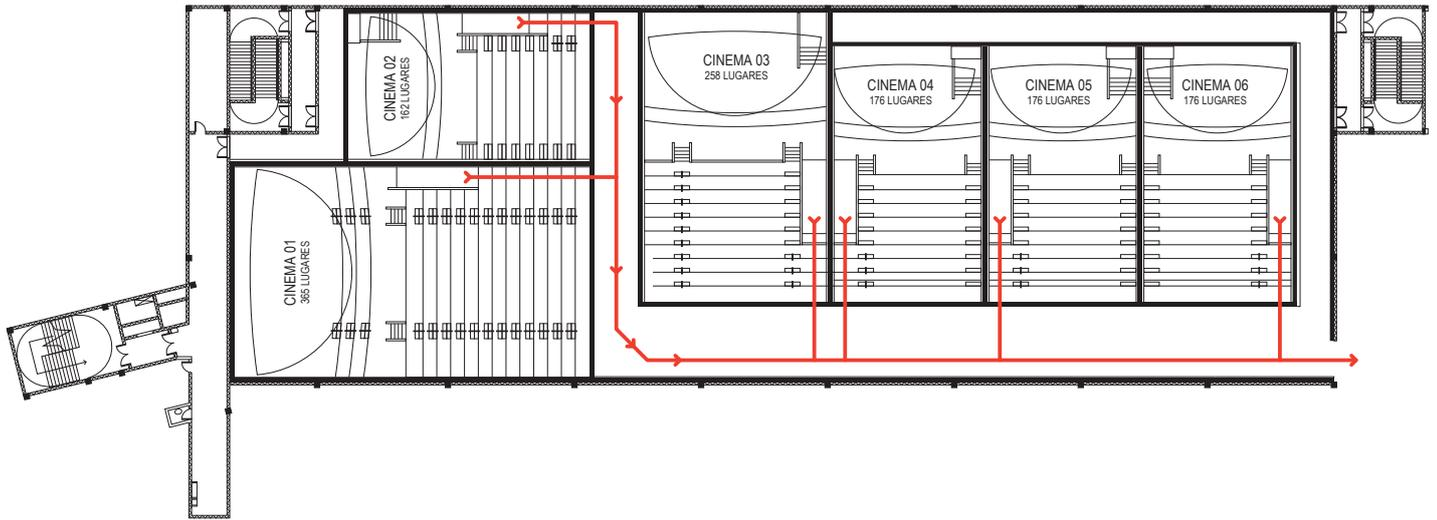 CINEMA 01
365 LUGARES
CINEMA 02
162 LUGARES
CINEMA 03
258 LUGARES
CINEMA 04
176 LUGARES
CINEMA 05
176 LUGARES
CINEMA 06
176 LUGARES